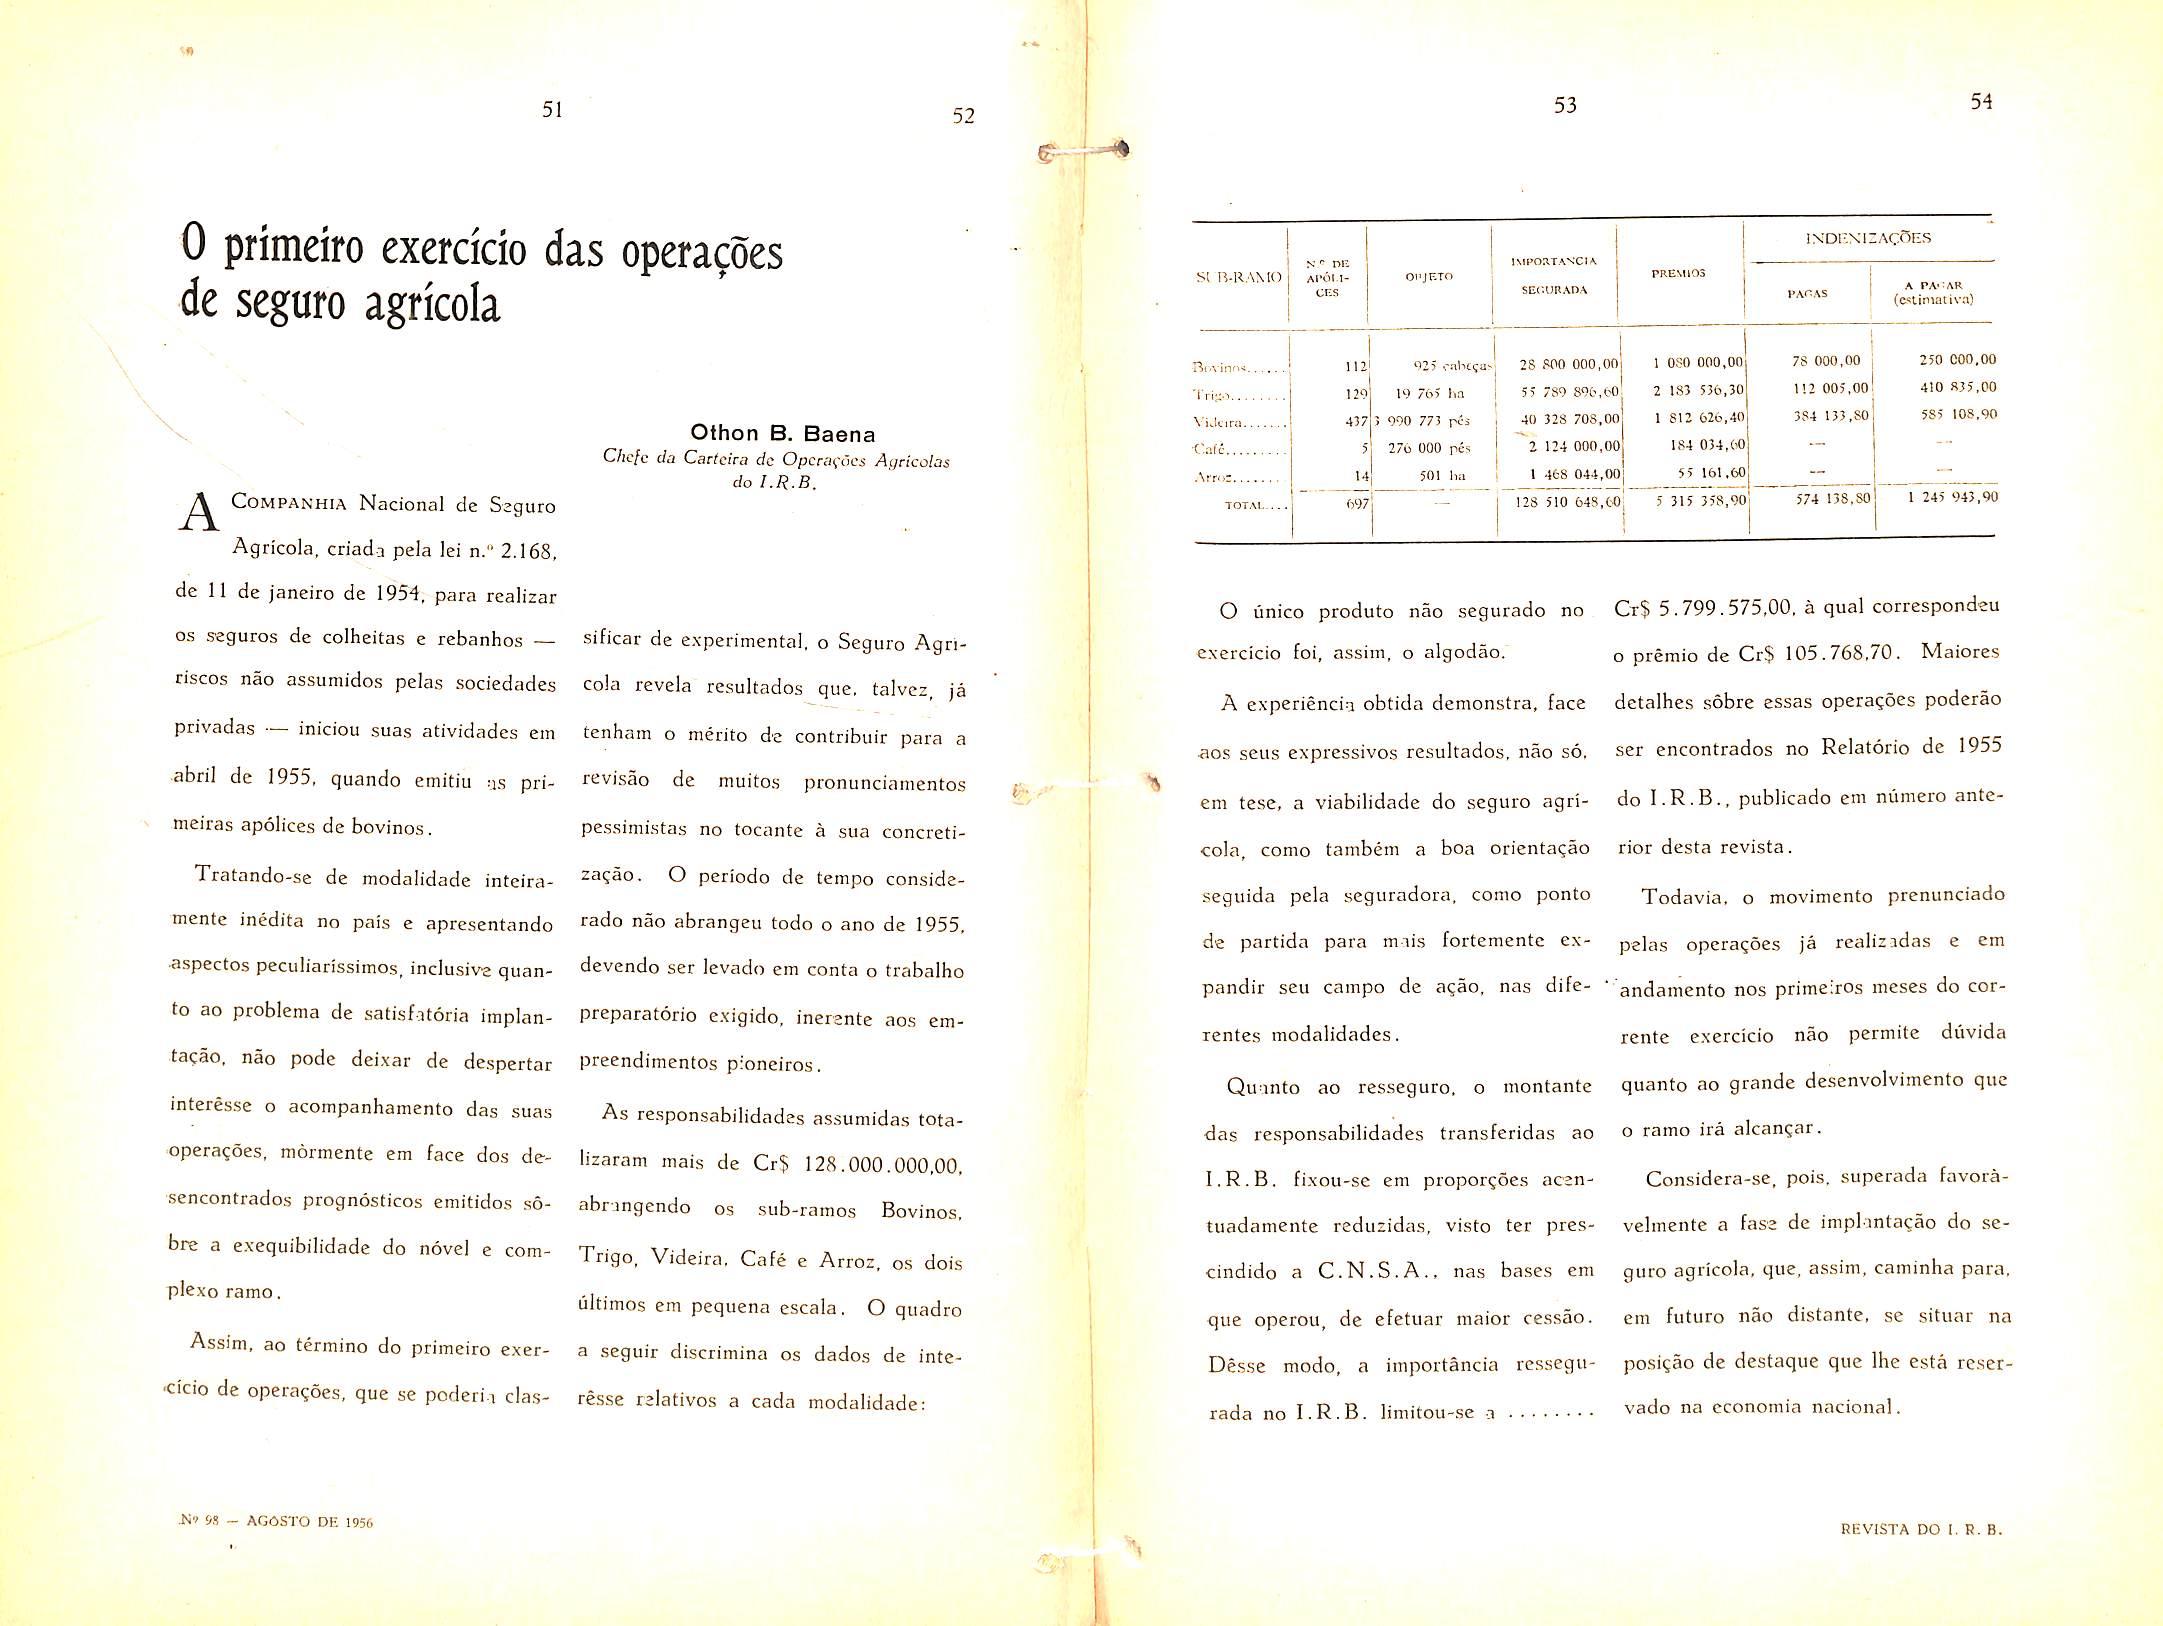 51
52
O primeiro exercício das operações
de seguro agrícola
Othon B. Baena
Chefe da Carteira de Operações Agrícolas
do I.R.B.
A COMPANHIA Nacional de Seguro
Agrícola, criada pela lei n.º 2.168,
de 11 de janeiro de 1954, para realizar
os seguros de colheitas e rebanhos —
riscos não assumidos pelas sociedades
privadas — iniciou suas atividades em
abril de 1955, quando emitiu as pri-
meiras apólices de bovinos.
Tratando-se de modalidade inteira-
mente inédita no país e apresentando
aspectos peculiaríssimos, inclusive quan-
to ao problema de satisfatória implan-
tação, não pode deixar de despertar
interêsse o acompanhamento das suas
operações, mòrmente em face dos de-
sencontrados prognósticos emitidos sô-
bre a exequibilidade do nóvel e com-
plexo ramo.
Assim, ao término do primeiro exer-
cício de operações, que se poderia clas-
sificar de experimental, o Seguro Agrí-
cola revela resultados que, talvez, já
tenham o mérito de contribuir para a
revisão de muitos pronunciamentos
pessimistas no tocante à sua concreti-
zação. O período de tempo conside-
rado não abrangeu todo o ano de 1955,
devendo ser levado em conta o trabalho
preparatório exigido, inerente aos em-
preendimentos pioneiros.
As responsabilidades assumidas tota-
lizaram mais de Cr$ 128.000.000,00,
abrangendo os sub-ramos Bovinos,
Trigo, Videira, Café e Arroz, os dois
últimos em pequena escala. O quadro
a seguir discrimina os dados de inte-
rêsse relativos a cada modalidade:
Nº 98 — AGÔSTO DE 1956
53
54
SUB-RAMO
N.º DE
APÓLI-
CES
OBJETO
IMPORTANCIA
SEGURADA
PREMIOS
INDENIZAÇÕES
PAGAS
A PAGAR
(estimativa)
Bovinos...... 112 925 cabeças 28 800 000,00 1 080 000,00 78 000,00 250 000,00
Trigo........ 129 19 765 ha 55 789 896,60 2 183 536,30 112 005,00 410 835,00
Videira....... 437 3 990 773 pés 40 328 708,00 1 812 626,40 384 133,80 585 108,90
Café......... 5 276 000 pés 2 124 000,00 184 034,60 — —
Arroz........ 14 501 ha 1 468 044,00 55 161,60 — —
TOTAL.... 697 — 128 510 648,60 5 315 358,90 574 138,80 1 245 943,90
O único produto não segurado no
exercício foi, assim, o algodão.
A experiência obtida demonstra, face
aos seus expressivos resultados, não só,
em tese, a viabilidade do seguro agrí-
cola, como também a boa orientação
seguida pela seguradora, como ponto
de partida para mais fortemente ex-
pandir seu campo de ação, nas dife-
rentes modalidades.
Quanto ao resseguro, o montante
das responsabilidades transferidas ao
I.R.B. fixou-se em proporções acen-
tuadamente reduzidas, visto ter pres-
cindido a C.N.S.A., nas bases em
que operou, de efetuar maior cessão.
Dêsse modo, a importância ressegu-
rada no I.R.B. limitou-se a ........
Cr$ 5.799.575,00, à qual correspondeu
o prêmio de Cr$ 105.768,70. Maiores
detalhes sôbre essas operações poderão
ser encontrados no Relatório de 1955
do I.R.B., publicado em número ante-
rior desta revista.
Todavia, o movimento prenunciado
pelas operações já realizadas e em
andamento nos primeiros meses do cor-
rente exercício não permite dúvida
quanto ao grande desenvolvimento que
o ramo irá alcançar.
Considera-se, pois, superada favorà-
velmente a fase de implantação do se-
guro agrícola, que, assim, caminha para,
em futuro não distante, se situar na
posição de destaque que lhe está reser-
vado na economia nacional.
REVISTA DO I. R. B.